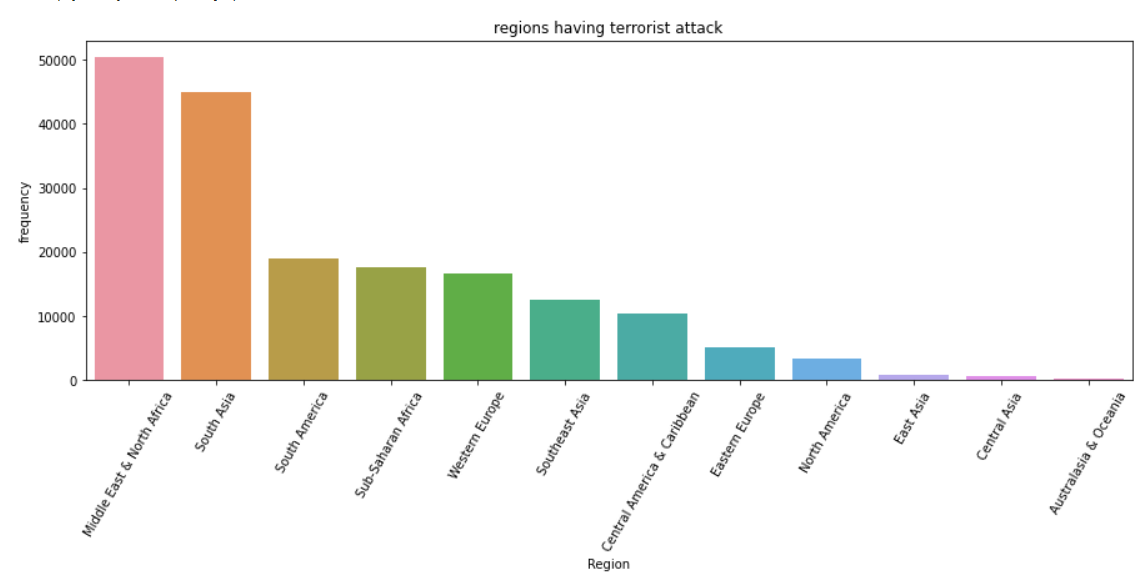 regions having terrorist attack
50000
40000
30000
20000
10000
0
frequency
Middle East & North Africa
South Asia
South America
Sub-Saharan Africa
Western Europe
Southeast Asia
Central America & Caribbean
Eastern Europe
North America
East Asia
Central Asia
Australasia & Oceania
Region